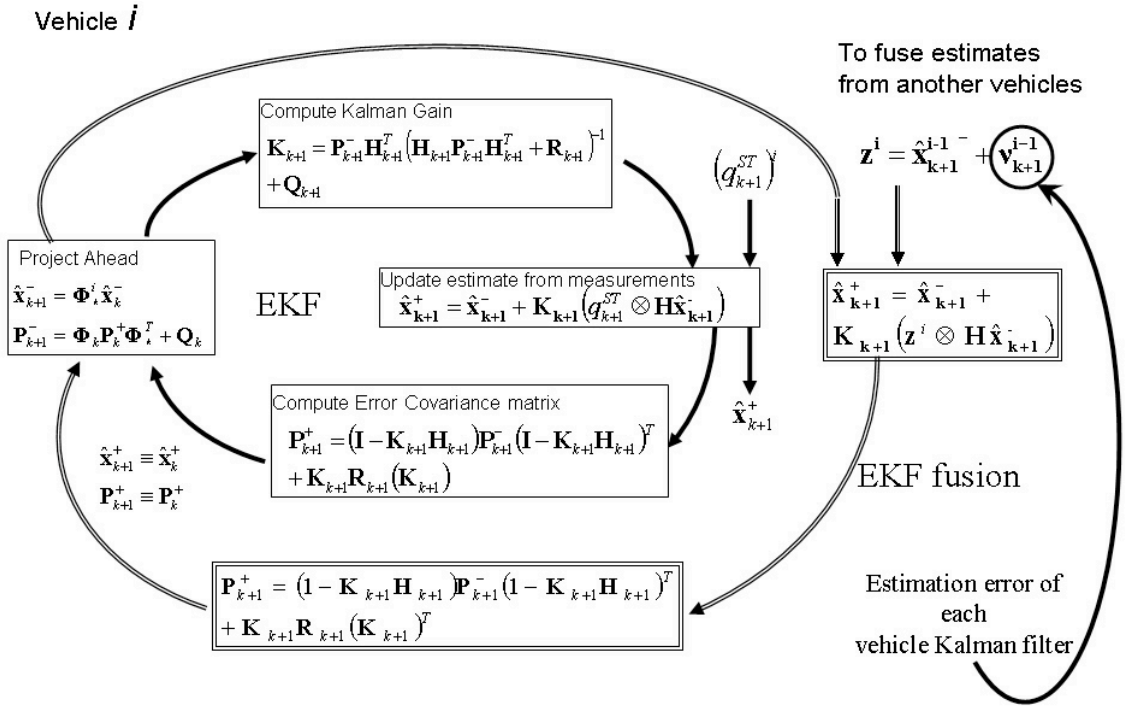 Vehicle i
To fuse estimates
from another vehicles
Compute Kalman Gain
K_{k+1} = P^-_{k+1} H^T_{k+1} (H_{k+1} P^-_{k+1} H^T_{k+1} + R_{k+1})^{-1}
+ Q_{k+1}
(q^{ST}_{k+1})^i
z^i = x̂^{i-1 -}_{k+1} + ν^{i-1}_{k+1}
Project Ahead
x̂^-_{k+1} = Φ^i_k x̂^-_k
P^-_{k+1} = Φ_k P^+_k Φ^T_k + Q_k
EKF
Update estimate from measurements
x̂^+_{k+1} = x̂^-_{k+1} + K_{k+1} (q^{ST}_{k+1} ⊗ Hx̂^-_{k+1})
x̂^+_{k+1} = x̂^-_{k+1} +
K_{k+1} (z^i ⊗ H x̂^-_{k+1})
Compute Error Covariance matrix
P^+_{k+1} = (I − K_{k+1} H_{k+1}) P^-_{k+1} (I − K_{k+1} H_{k+1})^T
+ K_{k+1} R_{k+1} (K_{k+1})
x̂^+_{k+1}
x̂^+_{k+1} ≡ x̂^+_k
P^+_{k+1} ≡ P^+_k
EKF fusion
P^+_{k+1} = (1 − K_{k+1} H_{k+1}) P^-_{k+1} (1 − K_{k+1} H_{k+1})^T
+ K_{k+1} R_{k+1} (K_{k+1})^T
Estimation error of
each
vehicle Kalman filter